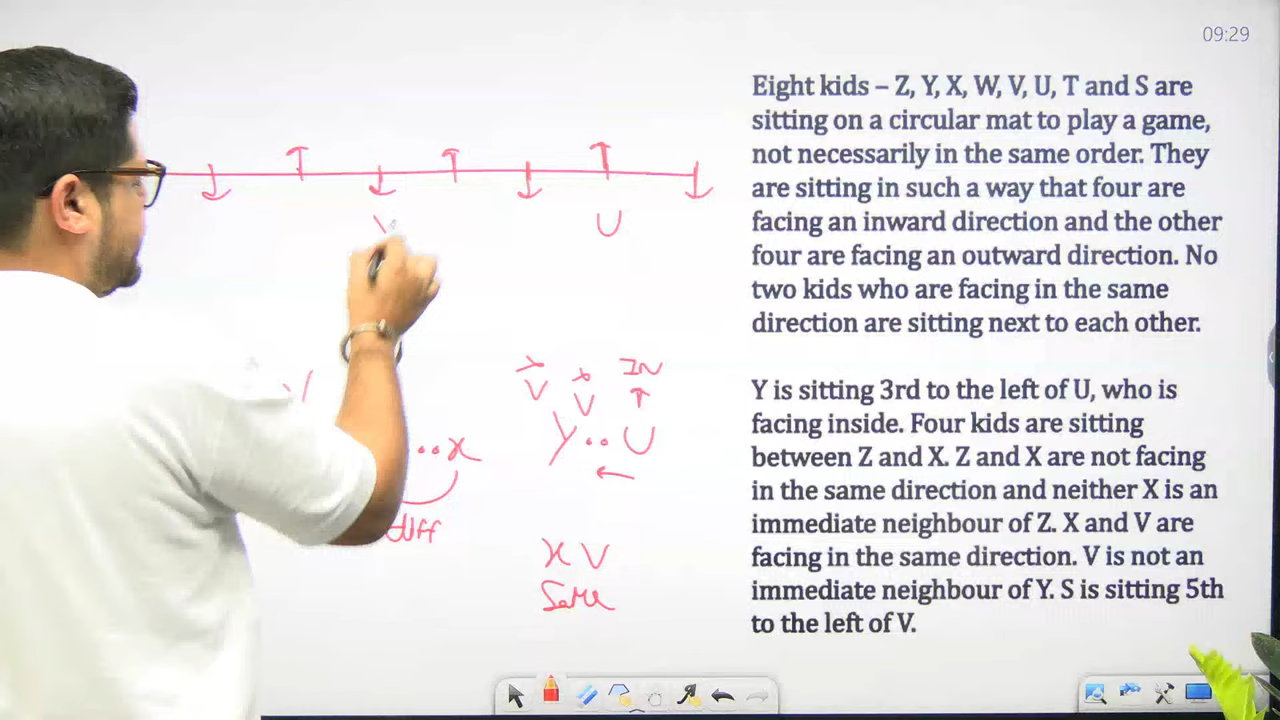 09:29
Eight kids – Z, Y, X, W, V, U, T and S are
sitting on a circular mat to play a game,
not necessarily in the same order. They
are sitting in such a way that four are
facing an inward direction and the other
four are facing an outward direction. No
two kids who are facing in the same
direction are sitting next to each other.
Y is sitting 3rd to the left of U, who is
facing inside. Four kids are sitting
between Z and X. Z and X are not facing
in the same direction and neither X is an
immediate neighbour of Z. X and V are
facing in the same direction. V is not an
immediate neighbour of Y. S is sitting 5th
to the left of V.
U
IN
V V
Y .. U
.. x
diff
x V
Same